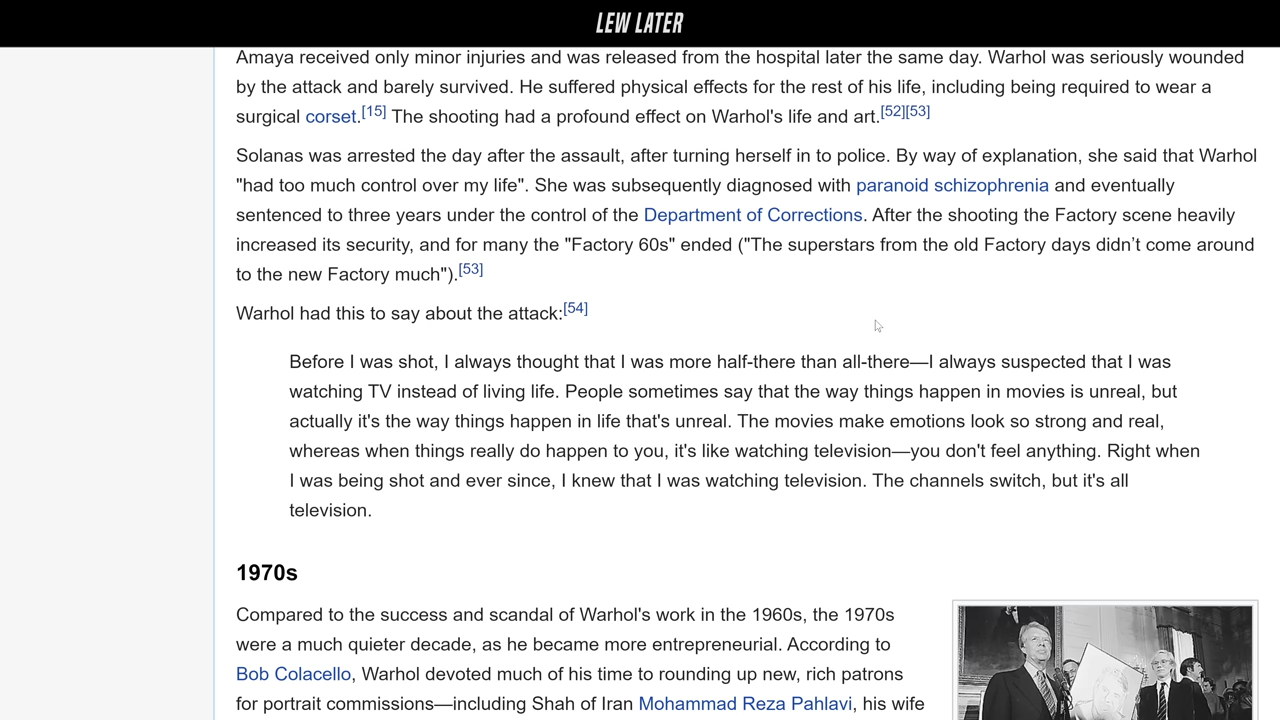 LEW LATER
Amaya received only minor injuries and was released from the hospital later the same day. Warhol was seriously wounded
by the attack and barely survived. He suffered physical effects for the rest of his life, including being required to wear a
surgical corset.[15] The shooting had a profound effect on Warhol's life and art.[52][53]
Solanas was arrested the day after the assault, after turning herself in to police. By way of explanation, she said that Warhol
"had too much control over my life". She was subsequently diagnosed with paranoid schizophrenia and eventually
sentenced to three years under the control of the Department of Corrections. After the shooting the Factory scene heavily
increased its security, and for many the "Factory 60s" ended ("The superstars from the old Factory days didn’t come around
to the new Factory much").[53]
Warhol had this to say about the attack:[54]
Before I was shot, I always thought that I was more half-there than all-there—I always suspected that I was
watching TV instead of living life. People sometimes say that the way things happen in movies is unreal, but
actually it's the way things happen in life that's unreal. The movies make emotions look so strong and real,
whereas when things really do happen to you, it's like watching television—you don't feel anything. Right when
I was being shot and ever since, I knew that I was watching television. The channels switch, but it's all
television.
1970s
Compared to the success and scandal of Warhol's work in the 1960s, the 1970s
were a much quieter decade, as he became more entrepreneurial. According to
Bob Colacello, Warhol devoted much of his time to rounding up new, rich patrons
for portrait commissions—including Shah of Iran Mohammad Reza Pahlavi, his wife